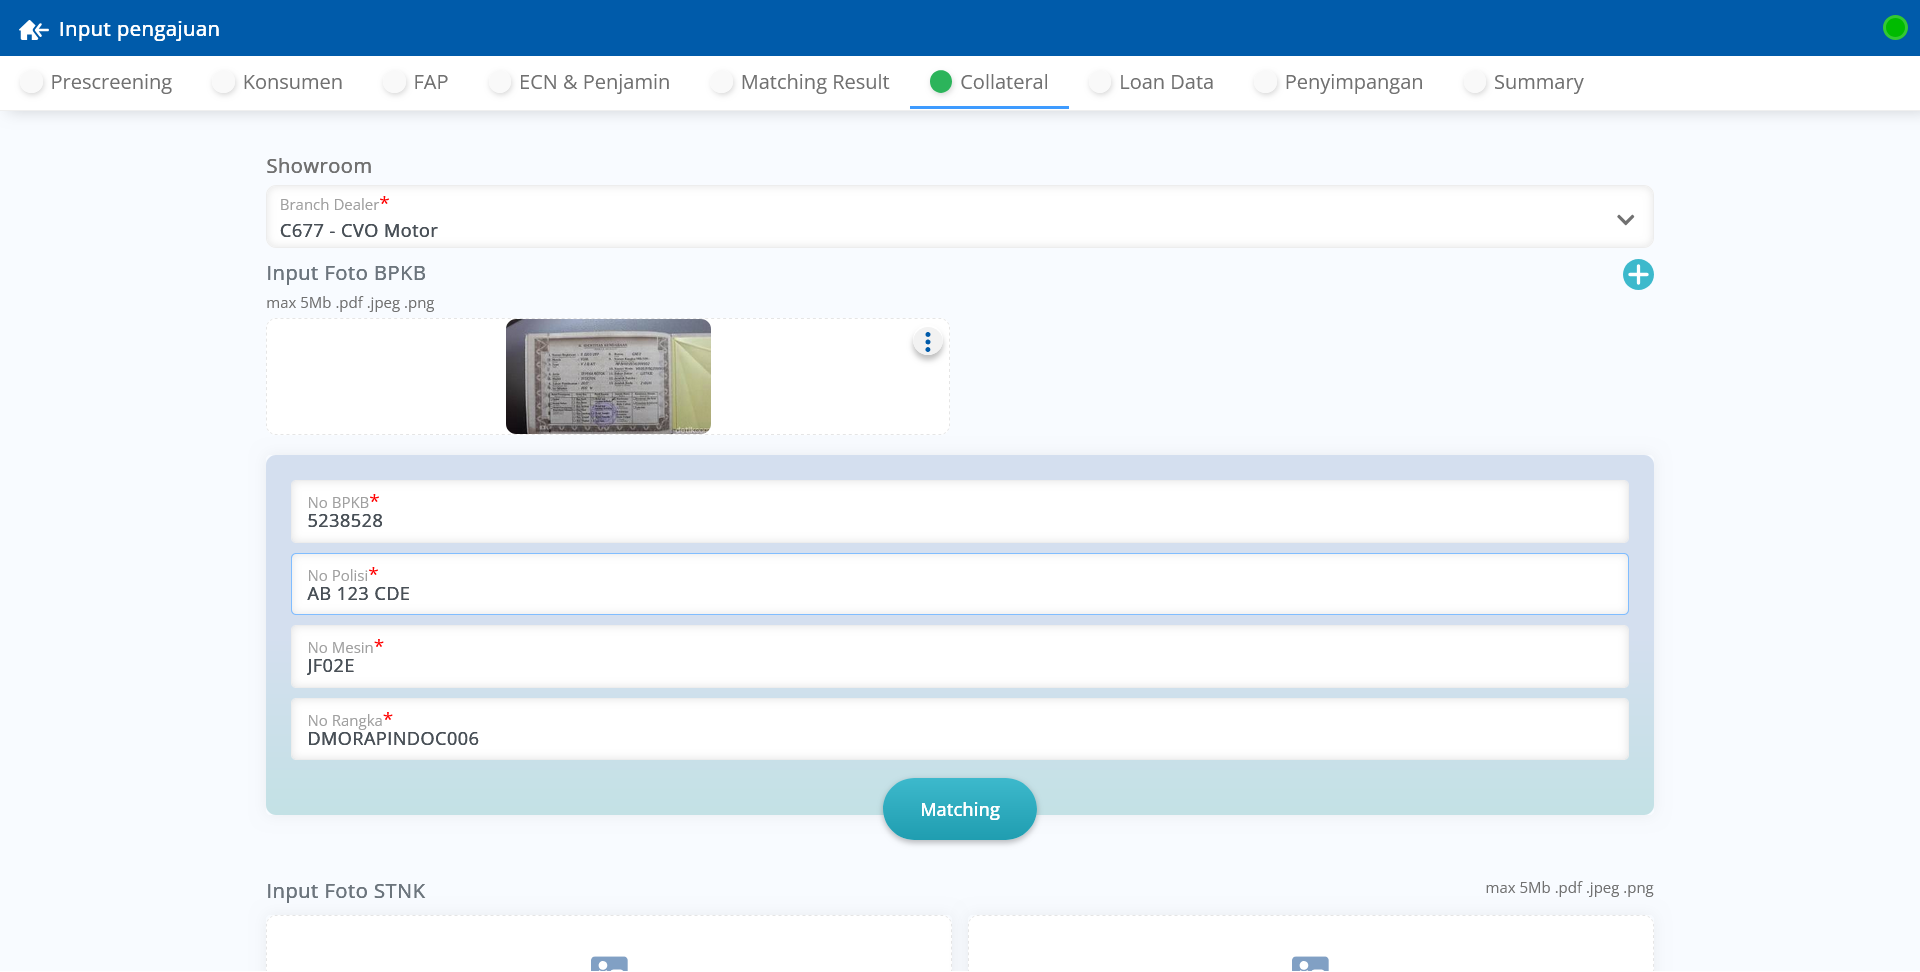 Input pengajuan
Prescreening Konsumen FAP ECN & Penjamin Matching Result Collateral Loan Data Penyimpangan Summary
Showroom
Branch Dealer*
C677 - CVO Motor
Input Foto BPKB
max 5Mb .pdf .jpeg .png
No BPKB*
5238528
No Polisi*
AB 123 CDE
No Mesin*
JF02E
No Rangka*
DMORAPINDOC006
Matching
Input Foto STNK max 5Mb .pdf .jpeg .png